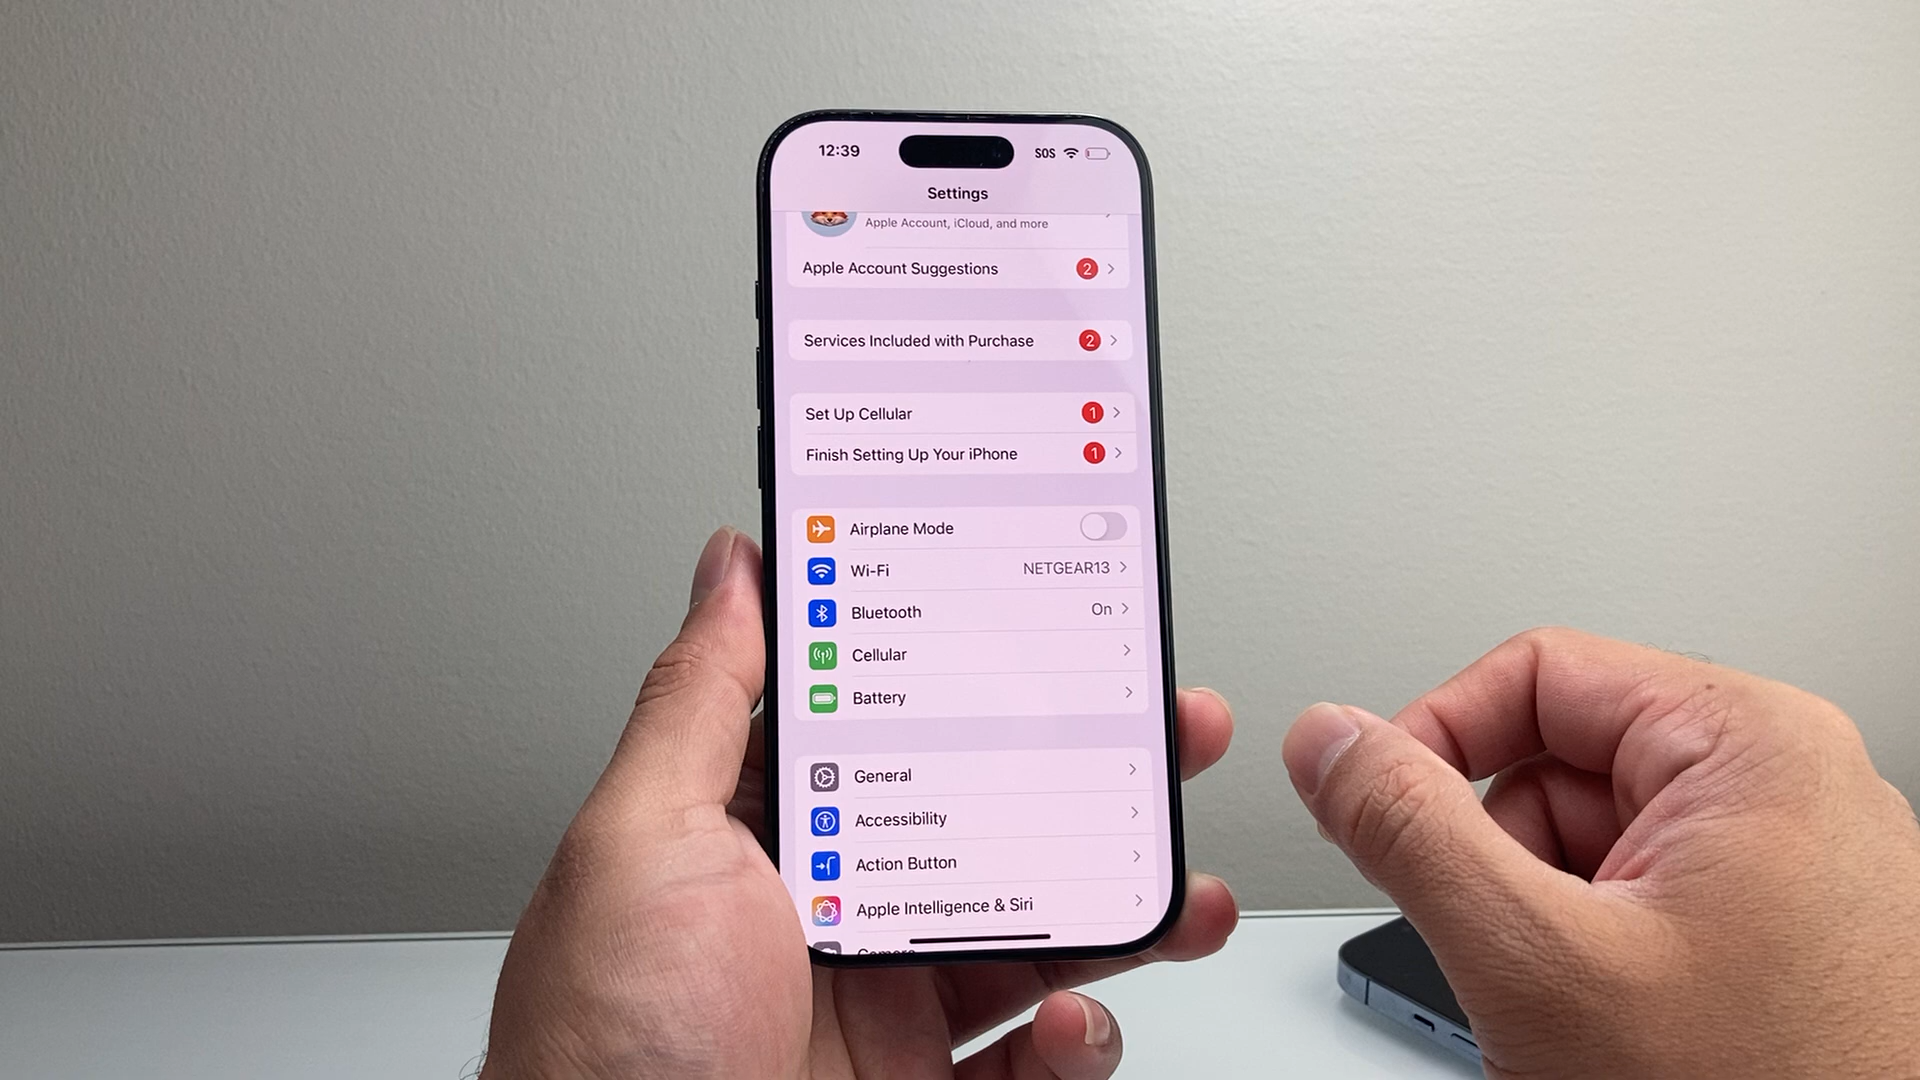 12:39 SOS
Settings
Apple Account, iCloud, and more
Apple Account Suggestions 2
Services Included with Purchase 2
Set Up Cellular 1
Finish Setting Up Your iPhone 1
Airplane Mode
Wi-Fi NETGEAR13
Bluetooth On
Cellular
Battery
General
Accessibility
Action Button
Apple Intelligence & Siri
Camera